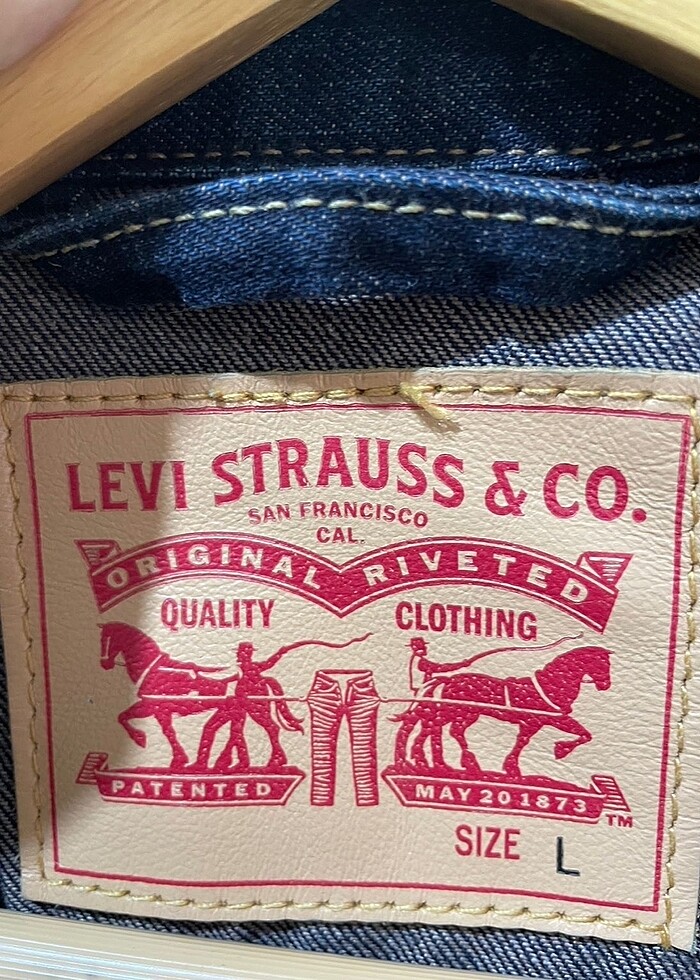 LEVI STRAUSS & CO.
SAN FRANCISCO
CAL.
ORIGINAL RIVETED
QUALITY CLOTHING
PATENTED MAY 20 1873 TM
SIZE L